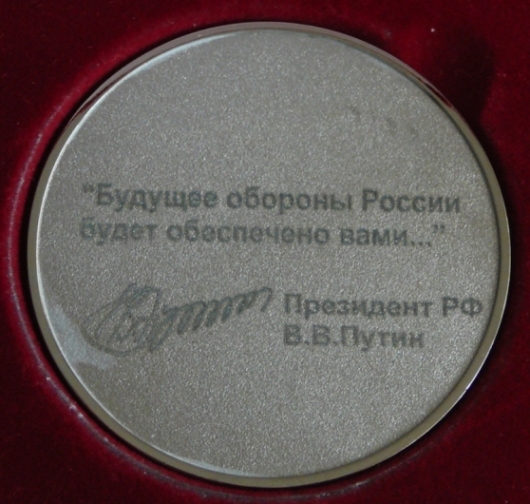 "Будущее обороны России
будет обеспечено вами..."
Президент РФ
В.В.Путин